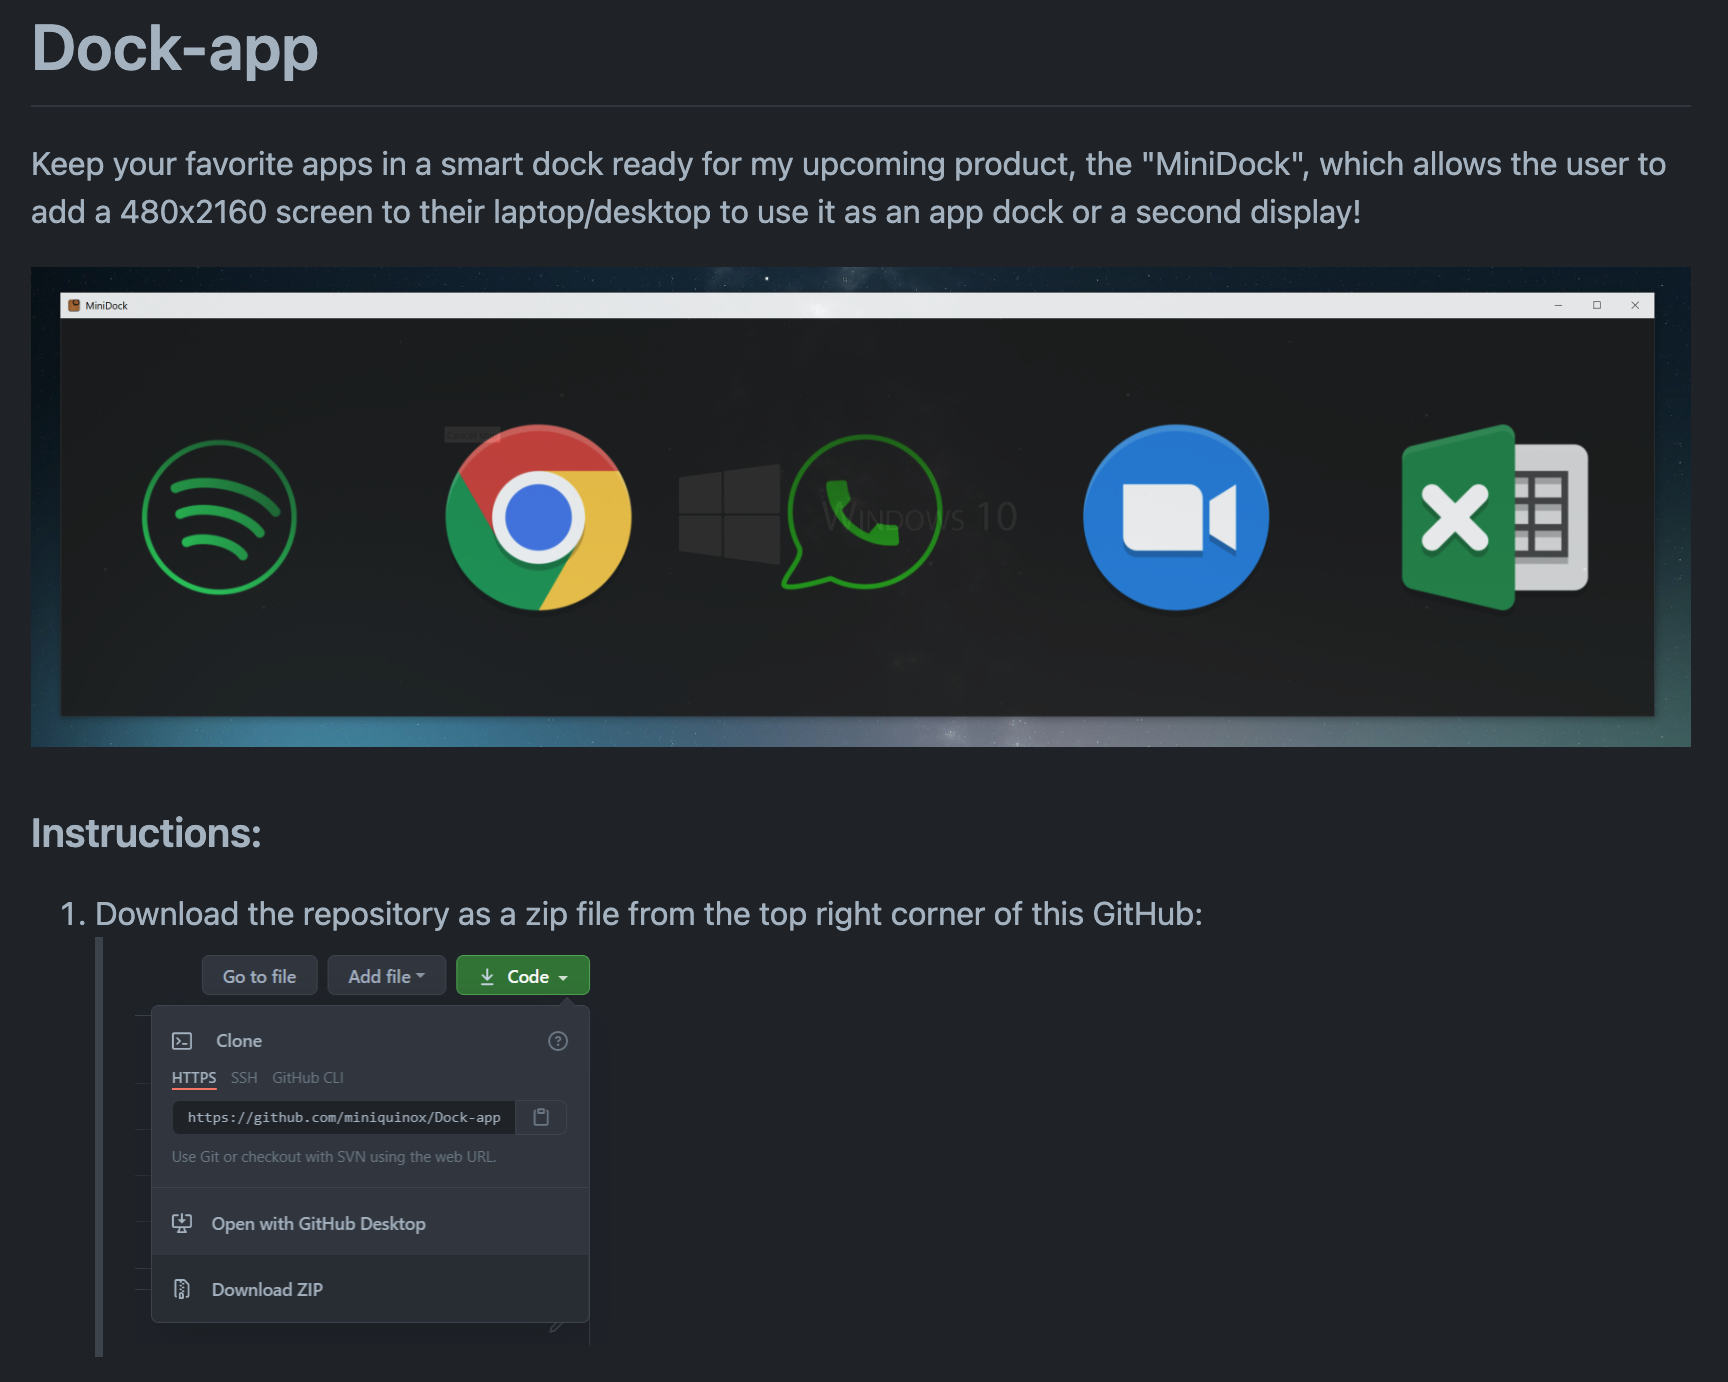 Dock-app
Keep your favorite apps in a smart dock ready for my upcoming product, the "MiniDock", which allows the user to
add a 480x2160 screen to their laptop/desktop to use it as an app dock or a second display!
MiniDock
Windows 10
Instructions:
1. Download the repository as a zip file from the top right corner of this GitHub:
Go to file Add file Code
Clone
HTTPS SSH GitHub CLI
https://github.com/miniquinox/Dock-app
Use Git or checkout with SVN using the web URL.
Open with GitHub Desktop
Download ZIP